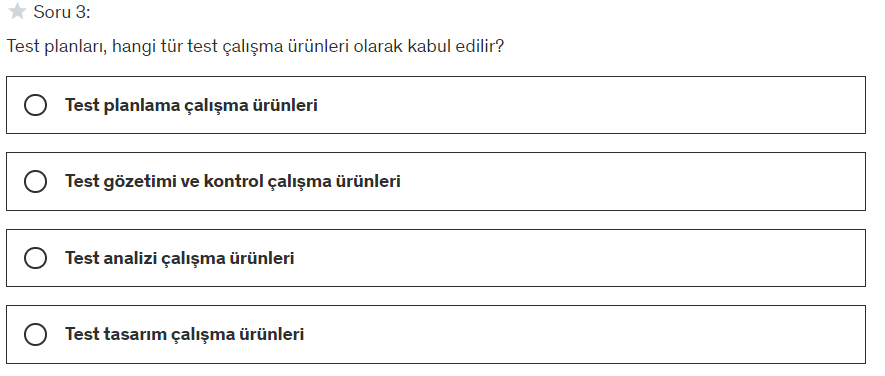 Soru 3:
Test planları, hangi tür test çalışma ürünleri olarak kabul edilir?
Test planlama çalışma ürünleri
Test gözetimi ve kontrol çalışma ürünleri
Test analizi çalışma ürünleri
Test tasarım çalışma ürünleri